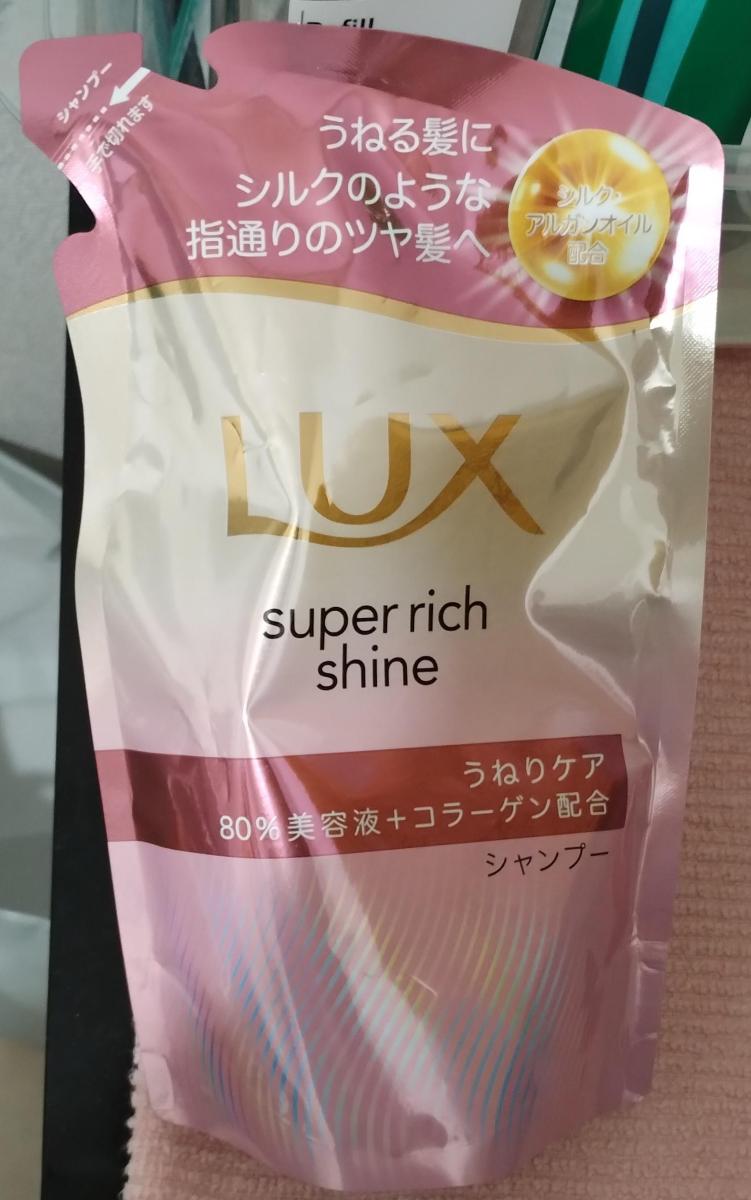 Refill
シャンプー
手で切れます
うねる髪に
シルクのような
指通りのツヤ髪へ
シルク・
アルガンオイル
配合
LUX
super rich
shine
うねりケア
80%美容液+コラーゲン配合
シャンプー